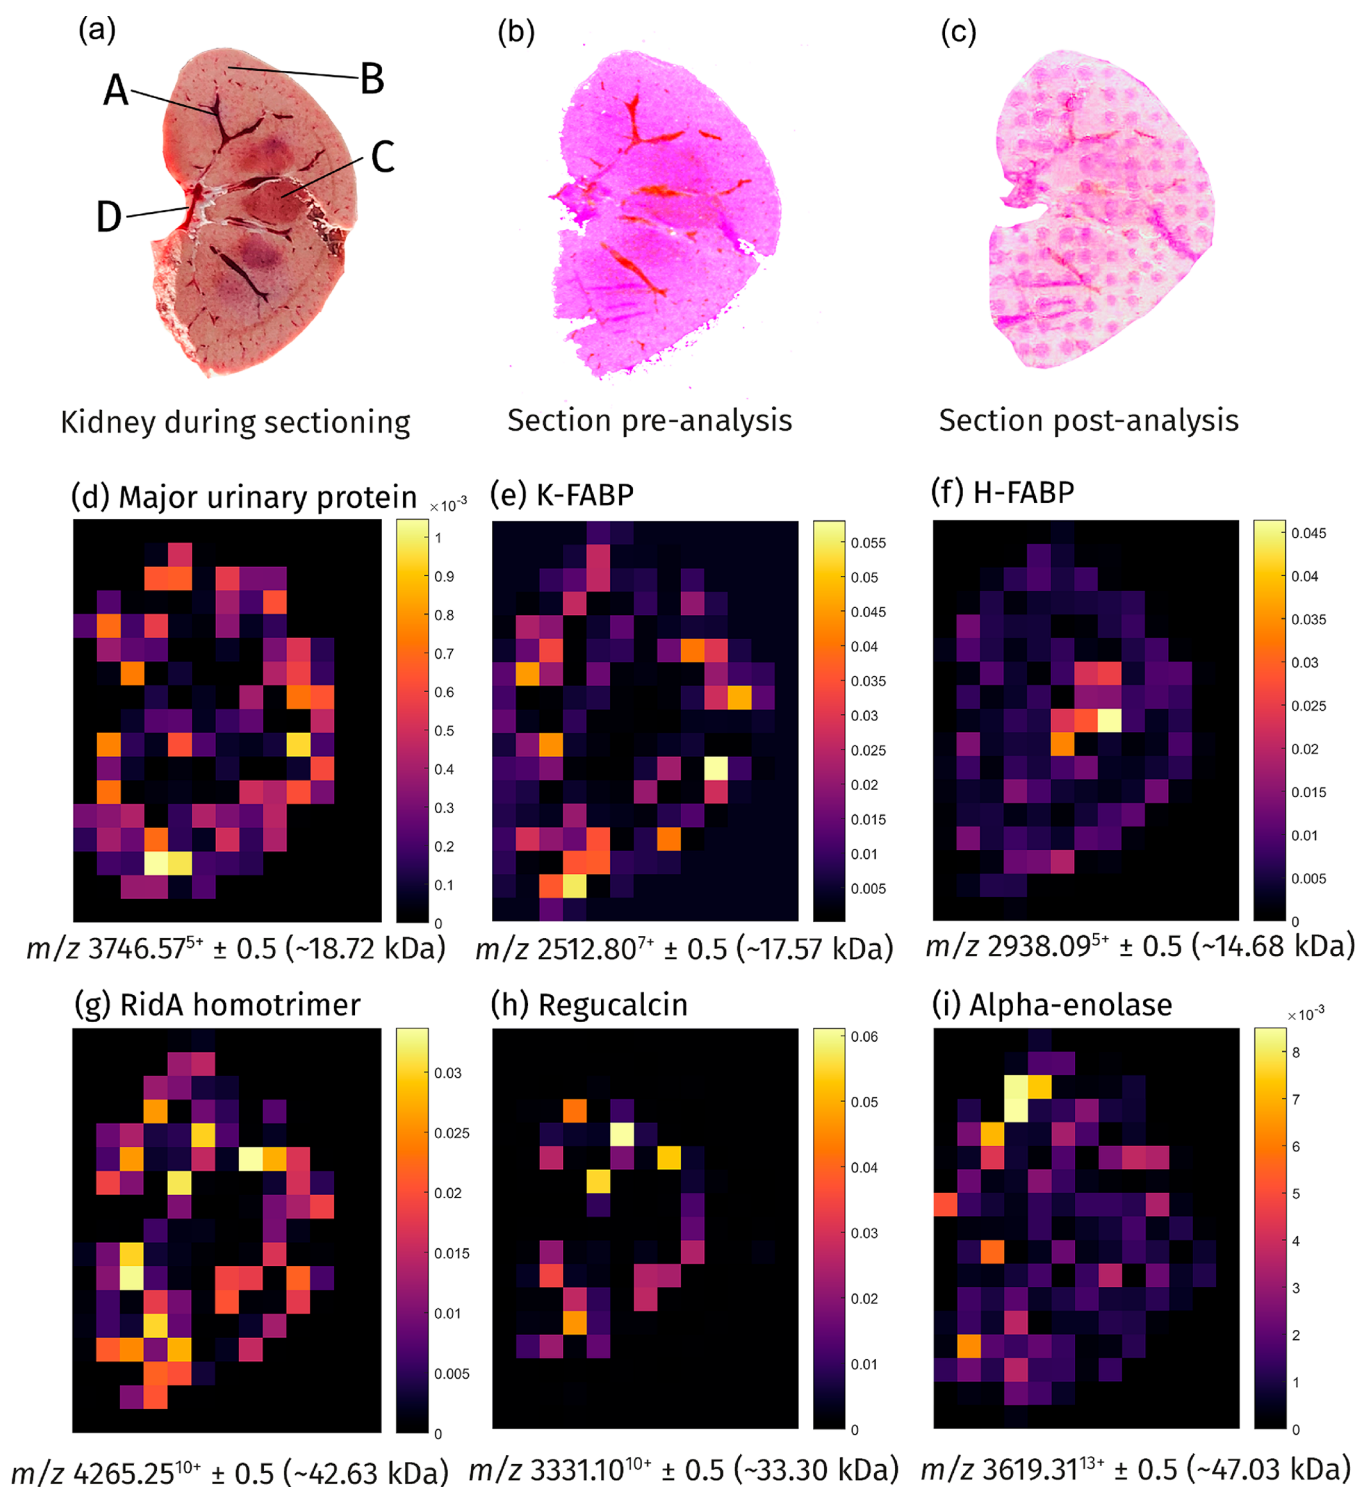 (a)
(b)
(c)
A
B
C
D
Kidney during sectioning
Section pre-analysis
Section post-analysis
(d) Major urinary protein
×10⁻³
1
0.9
0.8
0.7
0.6
0.5
0.4
0.3
0.2
0.1
0
m/z 3746.57⁵⁺ ± 0.5 (~18.72 kDa)
(e) K-FABP
0.055
0.05
0.045
0.04
0.035
0.03
0.025
0.02
0.015
0.01
0.005
m/z 2512.80⁷⁺ ± 0.5 (~17.57 kDa)
(f) H-FABP
0.045
0.04
0.035
0.03
0.025
0.02
0.015
0.01
0.005
0
m/z 2938.09⁵⁺ ± 0.5 (~14.68 kDa)
(g) RidA homotrimer
0.03
0.025
0.02
0.015
0.01
0.005
0
m/z 4265.25¹⁰⁺ ± 0.5 (~42.63 kDa)
(h) Regucalcin
0.06
0.05
0.04
0.03
0.02
0.01
0
m/z 3331.10¹⁰⁺ ± 0.5 (~33.30 kDa)
(i) Alpha-enolase
×10⁻³
8
7
6
5
4
3
2
1
0
m/z 3619.31¹³⁺ ± 0.5 (~47.03 kDa)